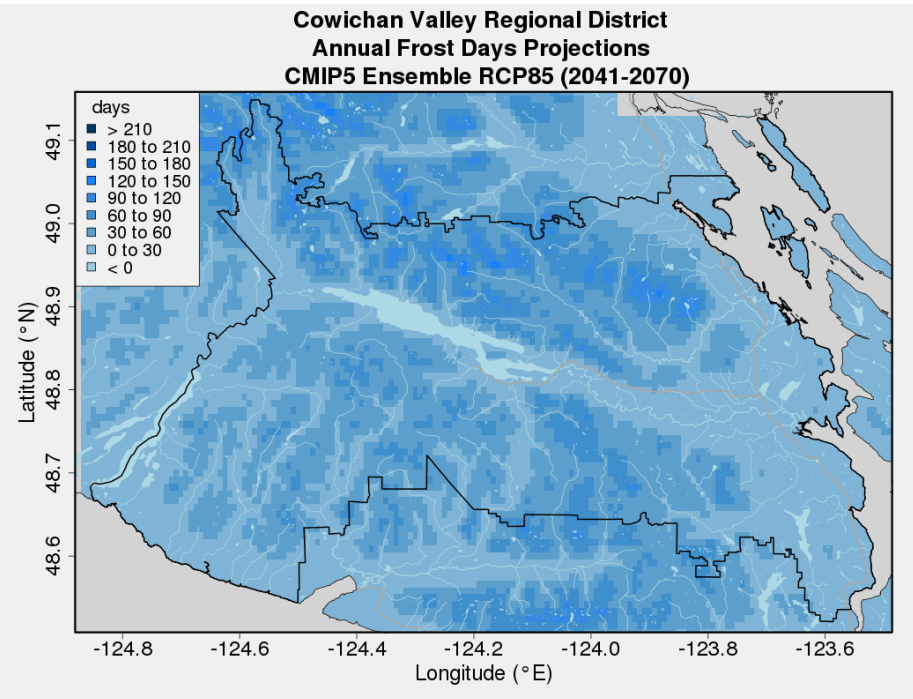 Cowichan Valley Regional District
Annual Frost Days Projections
CMIP5 Ensemble RCP85 (2041-2070)
days
> 210
180 to 210
150 to 180
120 to 150
90 to 120
60 to 90
30 to 60
0 to 30
< 0
49.1
49.0
48.9
48.8
48.7
48.6
Latitude (°N)
-124.8
-124.6
-124.4
-124.2
-124.0
-123.8
-123.6
Longitude (°E)